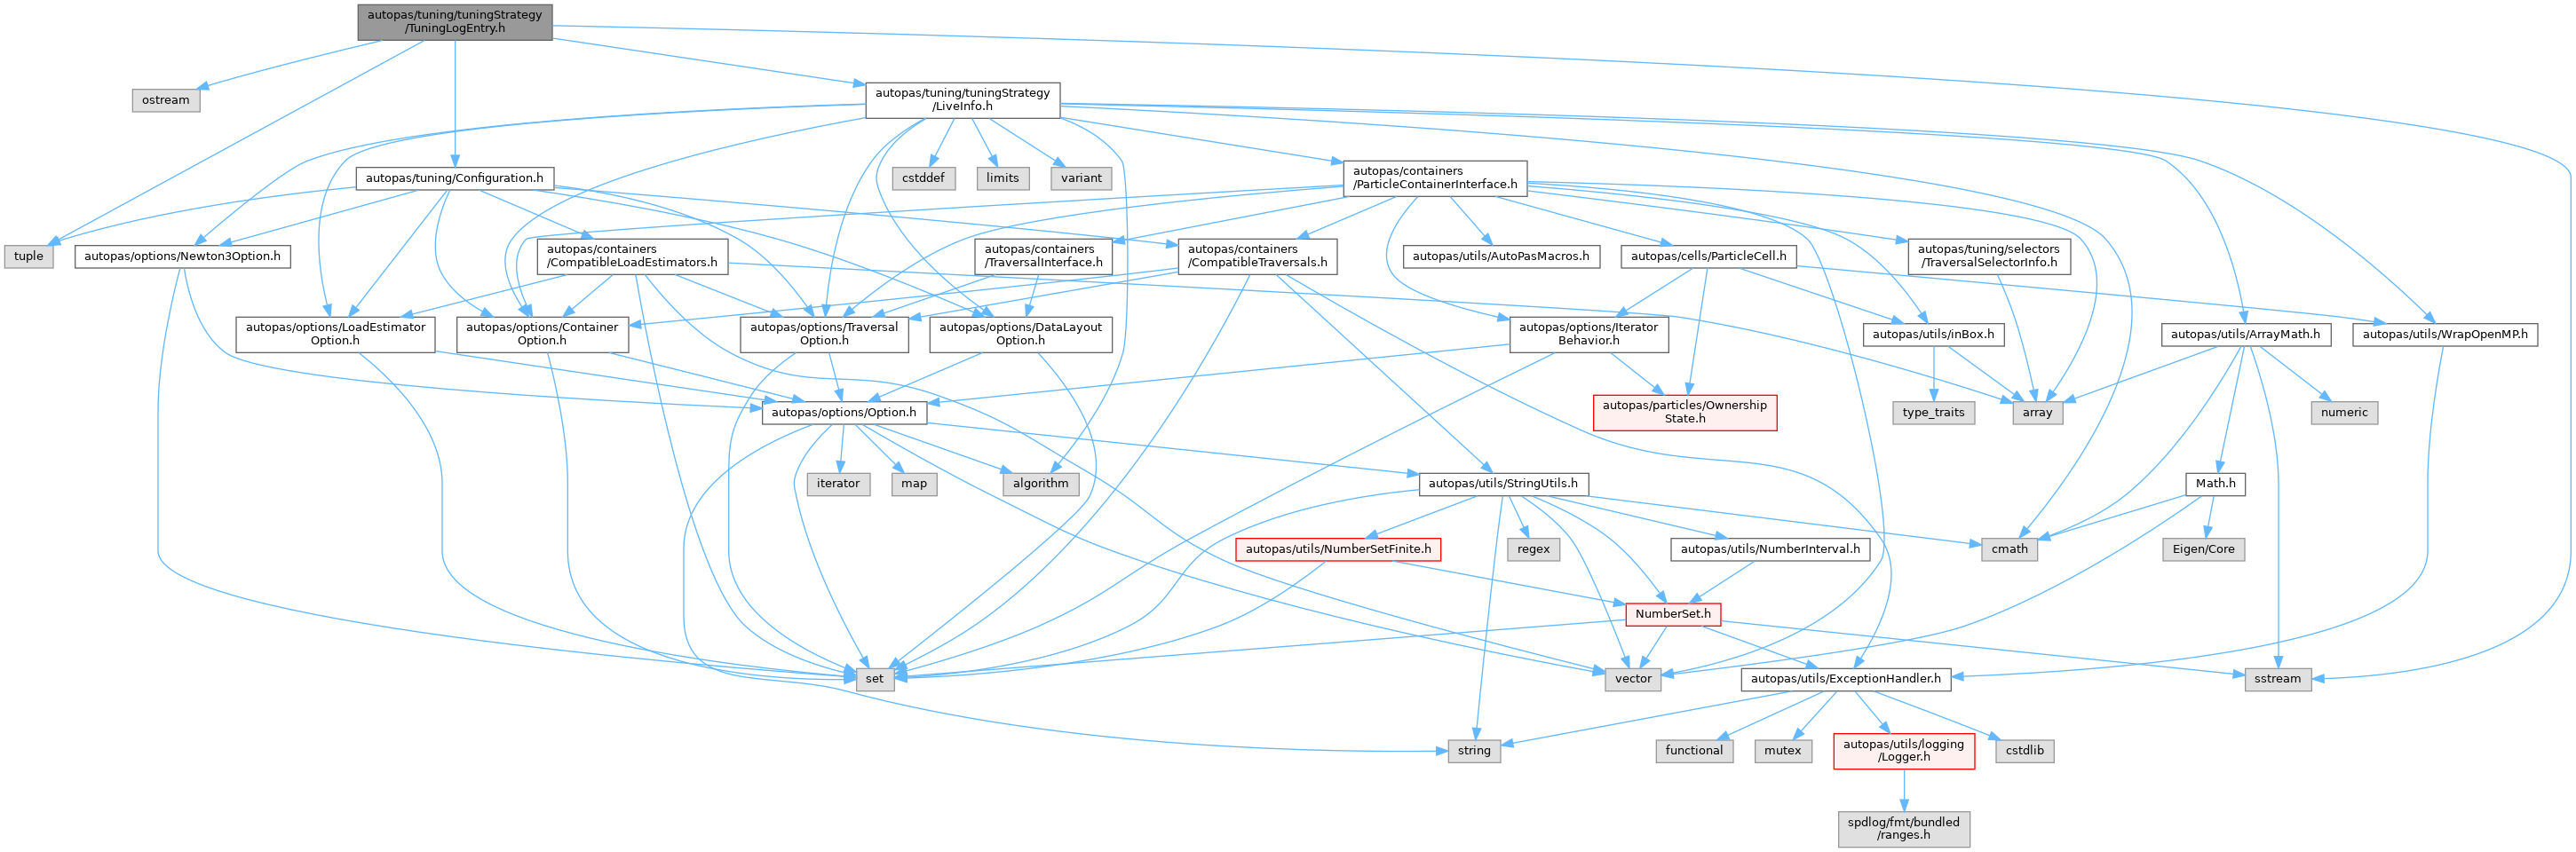 autopas/tuning/tuningStrategy
/TuningLogEntry.h
ostream
autopas/tuning/tuningStrategy
/LiveInfo.h
autopas/tuning/Configuration.h
cstddef
limits
variant
autopas/containers
/ParticleContainerInterface.h
tuple
autopas/options/Newton3Option.h
autopas/containers
/CompatibleLoadEstimators.h
autopas/containers
/TraversalInterface.h
autopas/containers
/CompatibleTraversals.h
autopas/utils/AutoPasMacros.h
autopas/cells/ParticleCell.h
autopas/tuning/selectors
/TraversalSelectorInfo.h
autopas/options/LoadEstimator
Option.h
autopas/options/Container
Option.h
autopas/options/Traversal
Option.h
autopas/options/DataLayout
Option.h
autopas/options/Iterator
Behavior.h
autopas/utils/inBox.h
autopas/utils/ArrayMath.h
autopas/utils/WrapOpenMP.h
autopas/options/Option.h
autopas/particles/Ownership
State.h
type_traits
array
numeric
iterator
map
algorithm
autopas/utils/StringUtils.h
Math.h
autopas/utils/NumberSetFinite.h
regex
autopas/utils/NumberInterval.h
cmath
Eigen/Core
NumberSet.h
set
vector
autopas/utils/ExceptionHandler.h
sstream
string
functional
mutex
autopas/utils/logging
/Logger.h
cstdlib
spdlog/fmt/bundled
/ranges.h